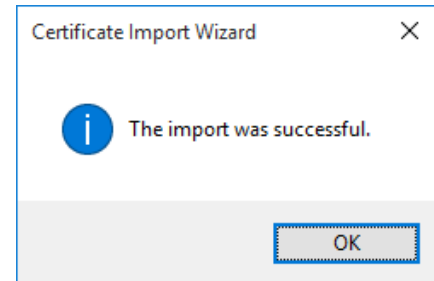 Certificate Import Wizard
The import was successful.
OK